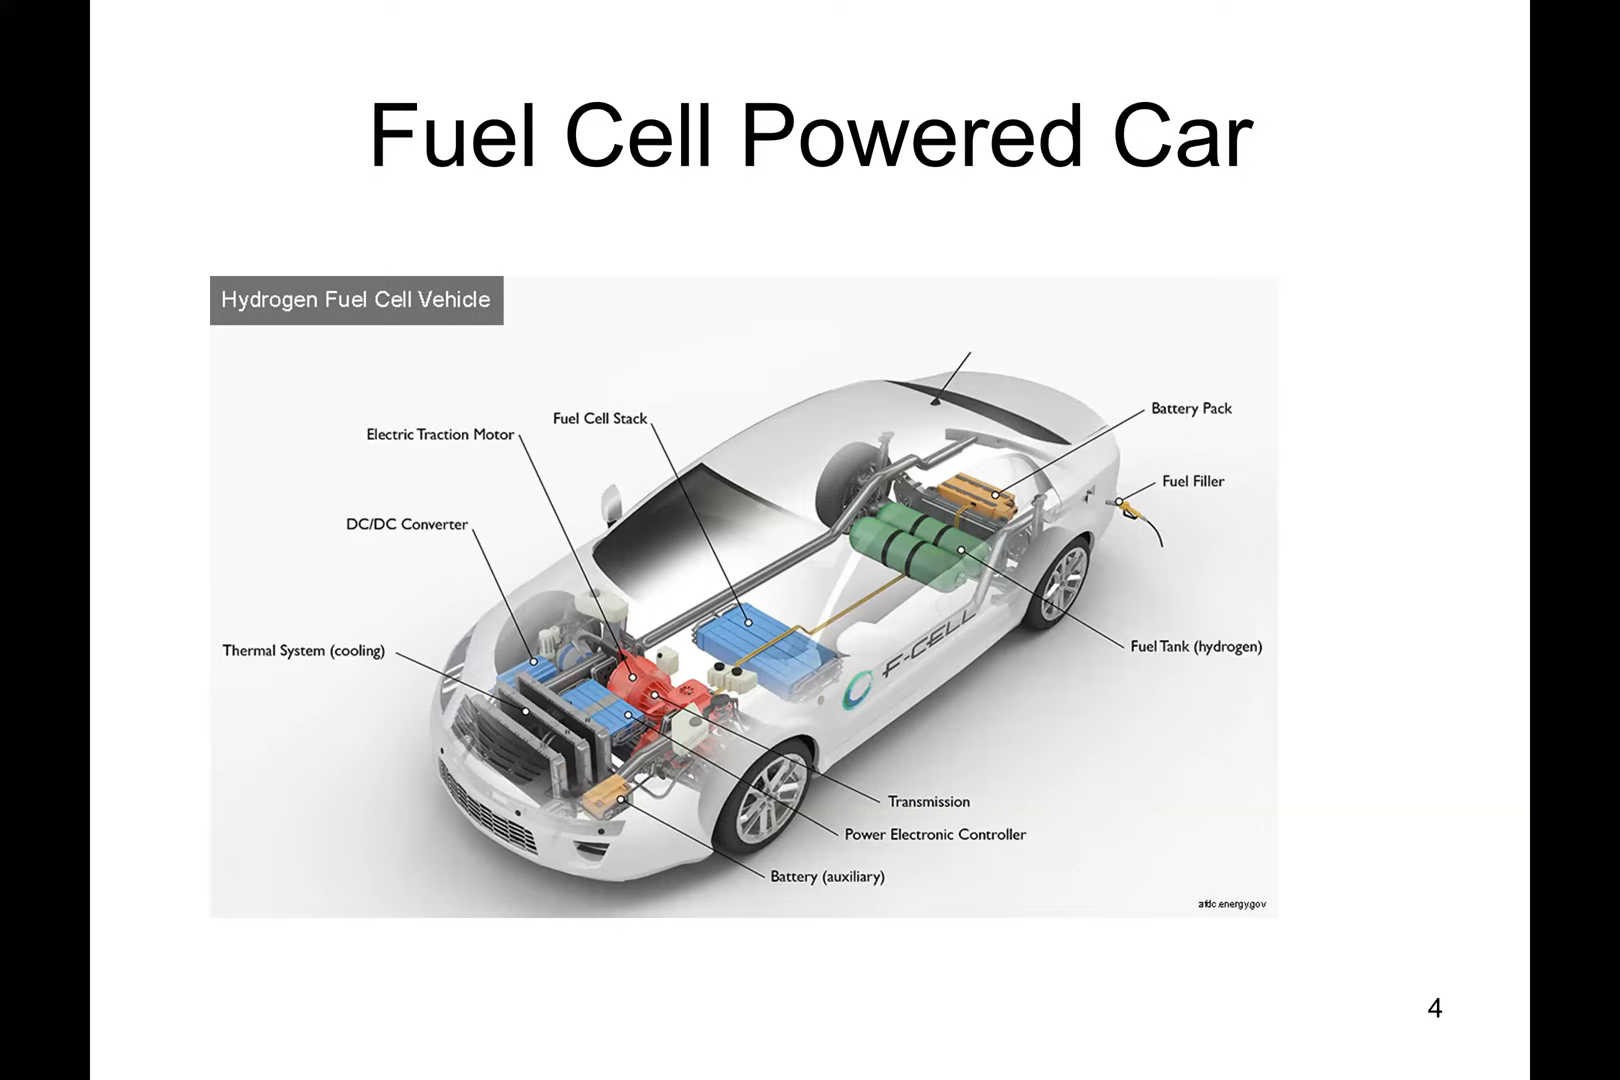 Fuel Cell Powered Car
Hydrogen Fuel Cell Vehicle
Battery Pack
Fuel Cell Stack
Electric Traction Motor
Fuel Filler
DC/DC Converter
F-CELL
Fuel Tank (hydrogen)
Thermal System (cooling)
Transmission
Power Electronic Controller
Battery (auxiliary)
afdc.energy.gov
4